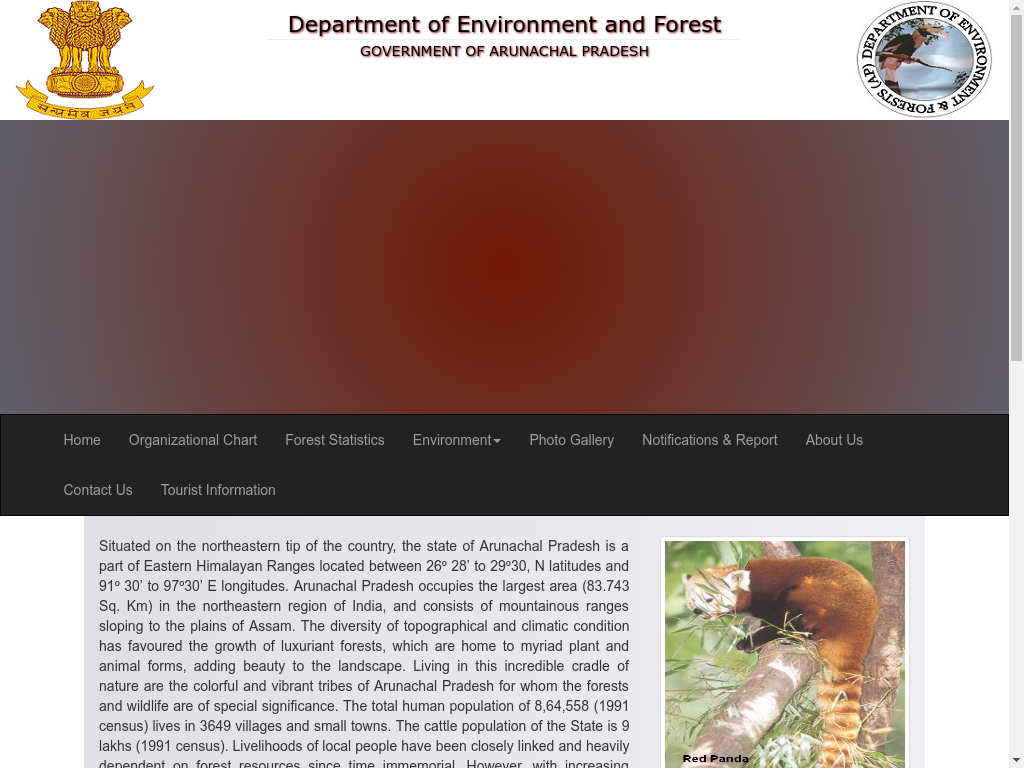 सत्यमेव जयते
Department of Environment and Forest
GOVERNMENT OF ARUNACHAL PRADESH
DEPARTMENT OF ENVIRONMENT & FORESTS (AP)
Home
Organizational Chart
Forest Statistics
Environment
Photo Gallery
Notifications & Report
About Us
Contact Us
Tourist Information
Situated on the northeastern tip of the country, the state of Arunachal Pradesh is a
part of Eastern Himalayan Ranges located between 26º 28’ to 29º30, N latitudes and
91º 30’ to 97º30’ E longitudes. Arunachal Pradesh occupies the largest area (83.743
Sq. Km) in the northeastern region of India, and consists of mountainous ranges
sloping to the plains of Assam. The diversity of topographical and climatic condition
has favoured the growth of luxuriant forests, which are home to myriad plant and
animal forms, adding beauty to the landscape. Living in this incredible cradle of
nature are the colorful and vibrant tribes of Arunachal Pradesh for whom the forests
and wildlife are of special significance. The total human population of 8,64,558 (1991
census) lives in 3649 villages and small towns. The cattle population of the State is 9
lakhs (1991 census). Livelihoods of local people have been closely linked and heavily
dependent on forest resources since time immemorial. However, with increasing
Red Panda